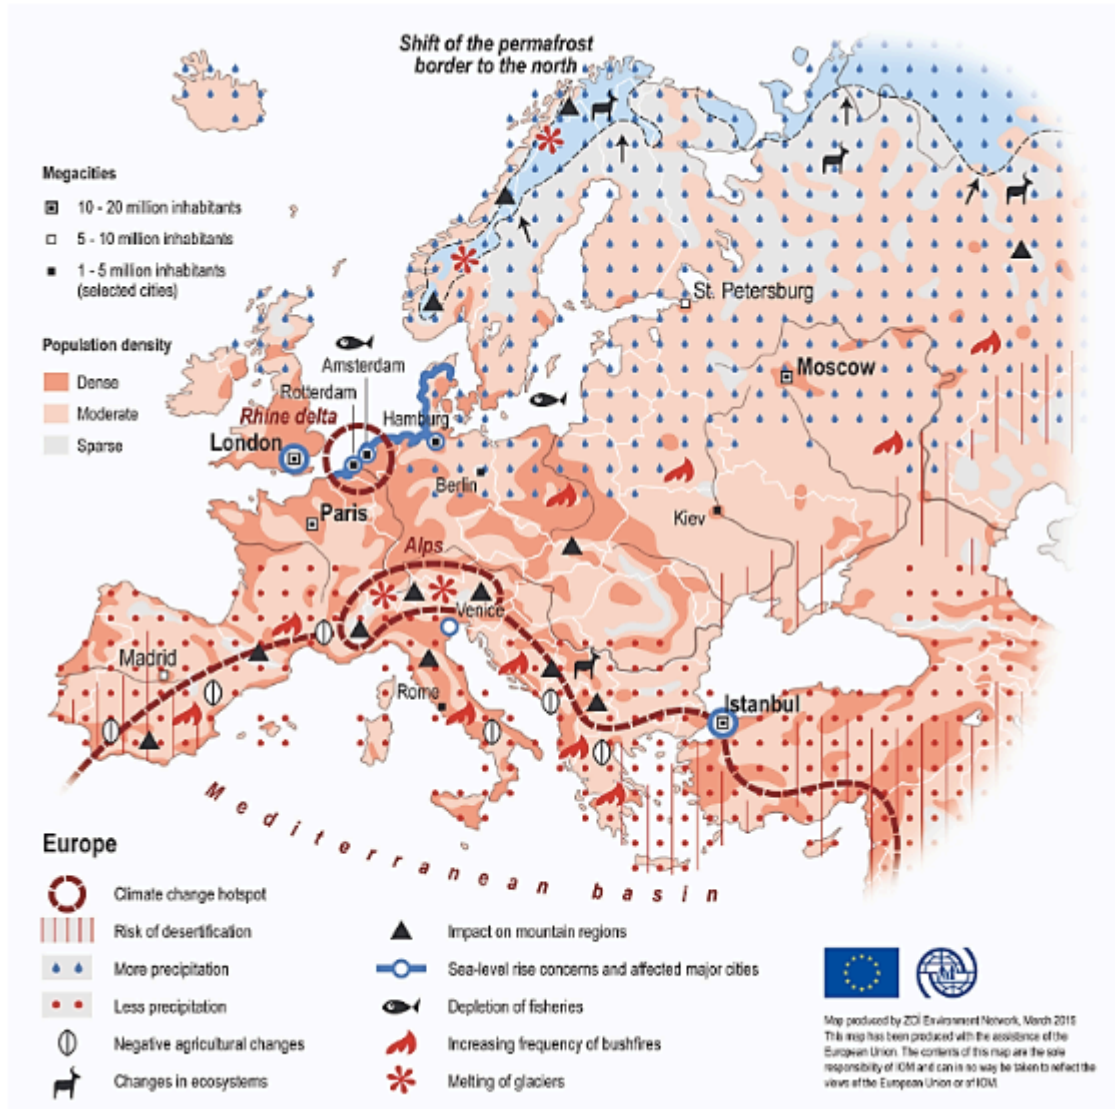 Shift of the permafrost
border to the north
Megacities
10 - 20 million inhabitants
5 - 10 million inhabitants
1 - 5 million inhabitants
(selected cities)
St. Petersburg
Population density
Dense
Moderate
Sparse
Moscow
Amsterdam
Rotterdam
Rhine delta
Hamburg
London
Berlin
Paris
Kiev
Alps
Venice
Madrid
Rome
Istanbul
Mediterranean basin
Europe
Climate change hotspot
Risk of desertification
More precipitation
Less precipitation
Negative agricultural changes
Changes in ecosystems
Impact on mountain regions
Sea-level rise concerns and affected major cities
Depletion of fisheries
Increasing frequency of bushfires
Melting of glaciers
Map produced by ZOÏ Environment Network, March 2015
This map has been produced with the assistance of the
European Union. The contents of this map are the sole
responsibility of IOM and can in no way be taken to reflect the
views of the European Union or of IOM.